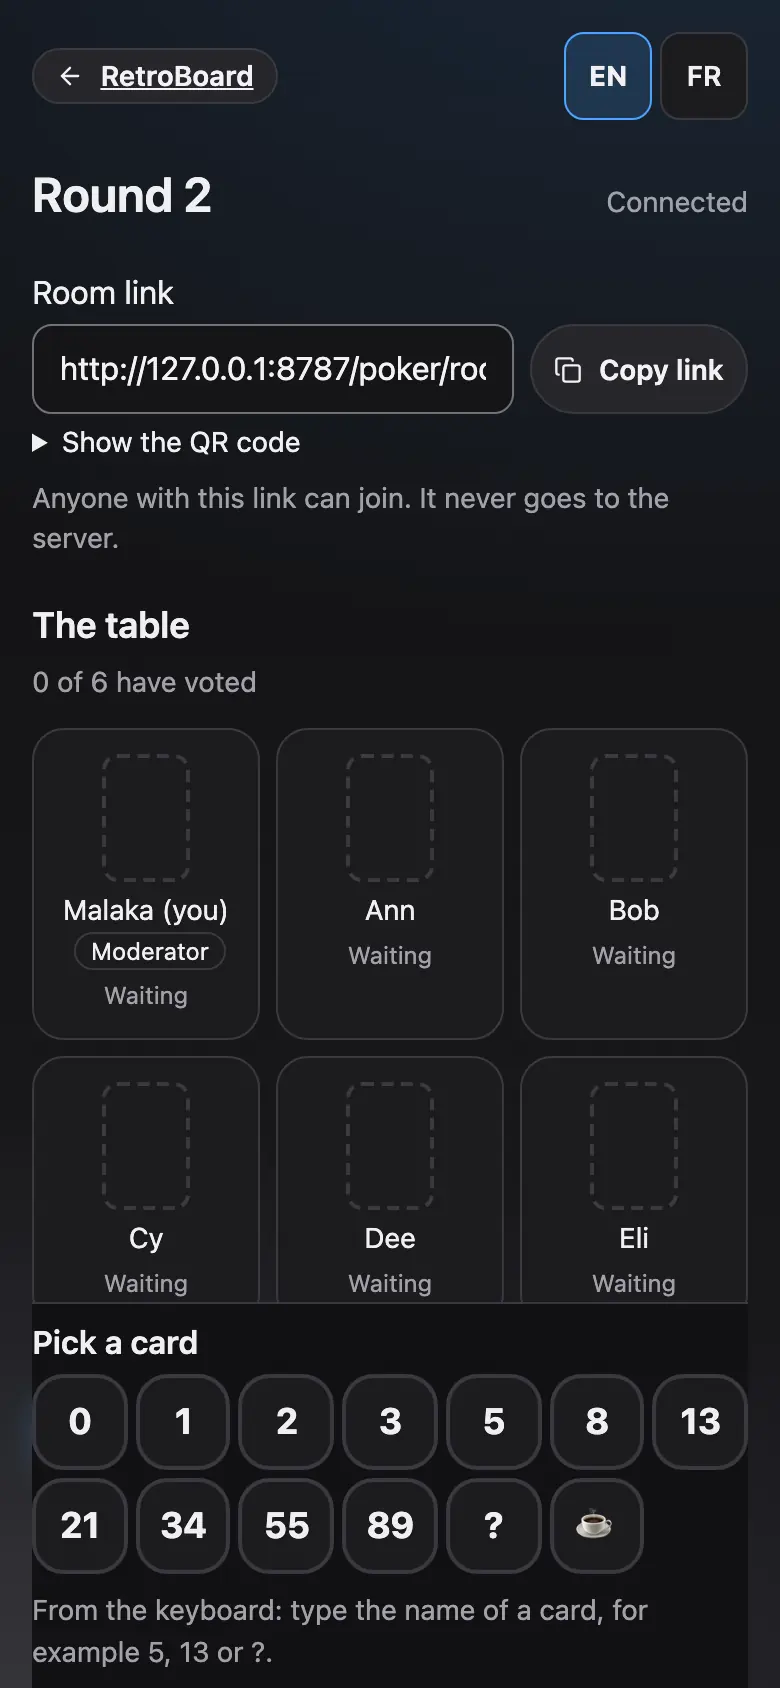 RetroBoard
EN
FR
Round 2
Connected
Room link
http://127.0.0.1:8787/poker/roo
Copy link
Show the QR code
Anyone with this link can join. It never goes to the
server.
The table
0 of 6 have voted
Malaka (you)
Moderator
Waiting
Ann
Waiting
Bob
Waiting
Cy
Waiting
Dee
Waiting
Eli
Waiting
Pick a card
0 1 2 3 5 8 13
21 34 55 89 ?
From the keyboard: type the name of a card, for
example 5, 13 or ?.